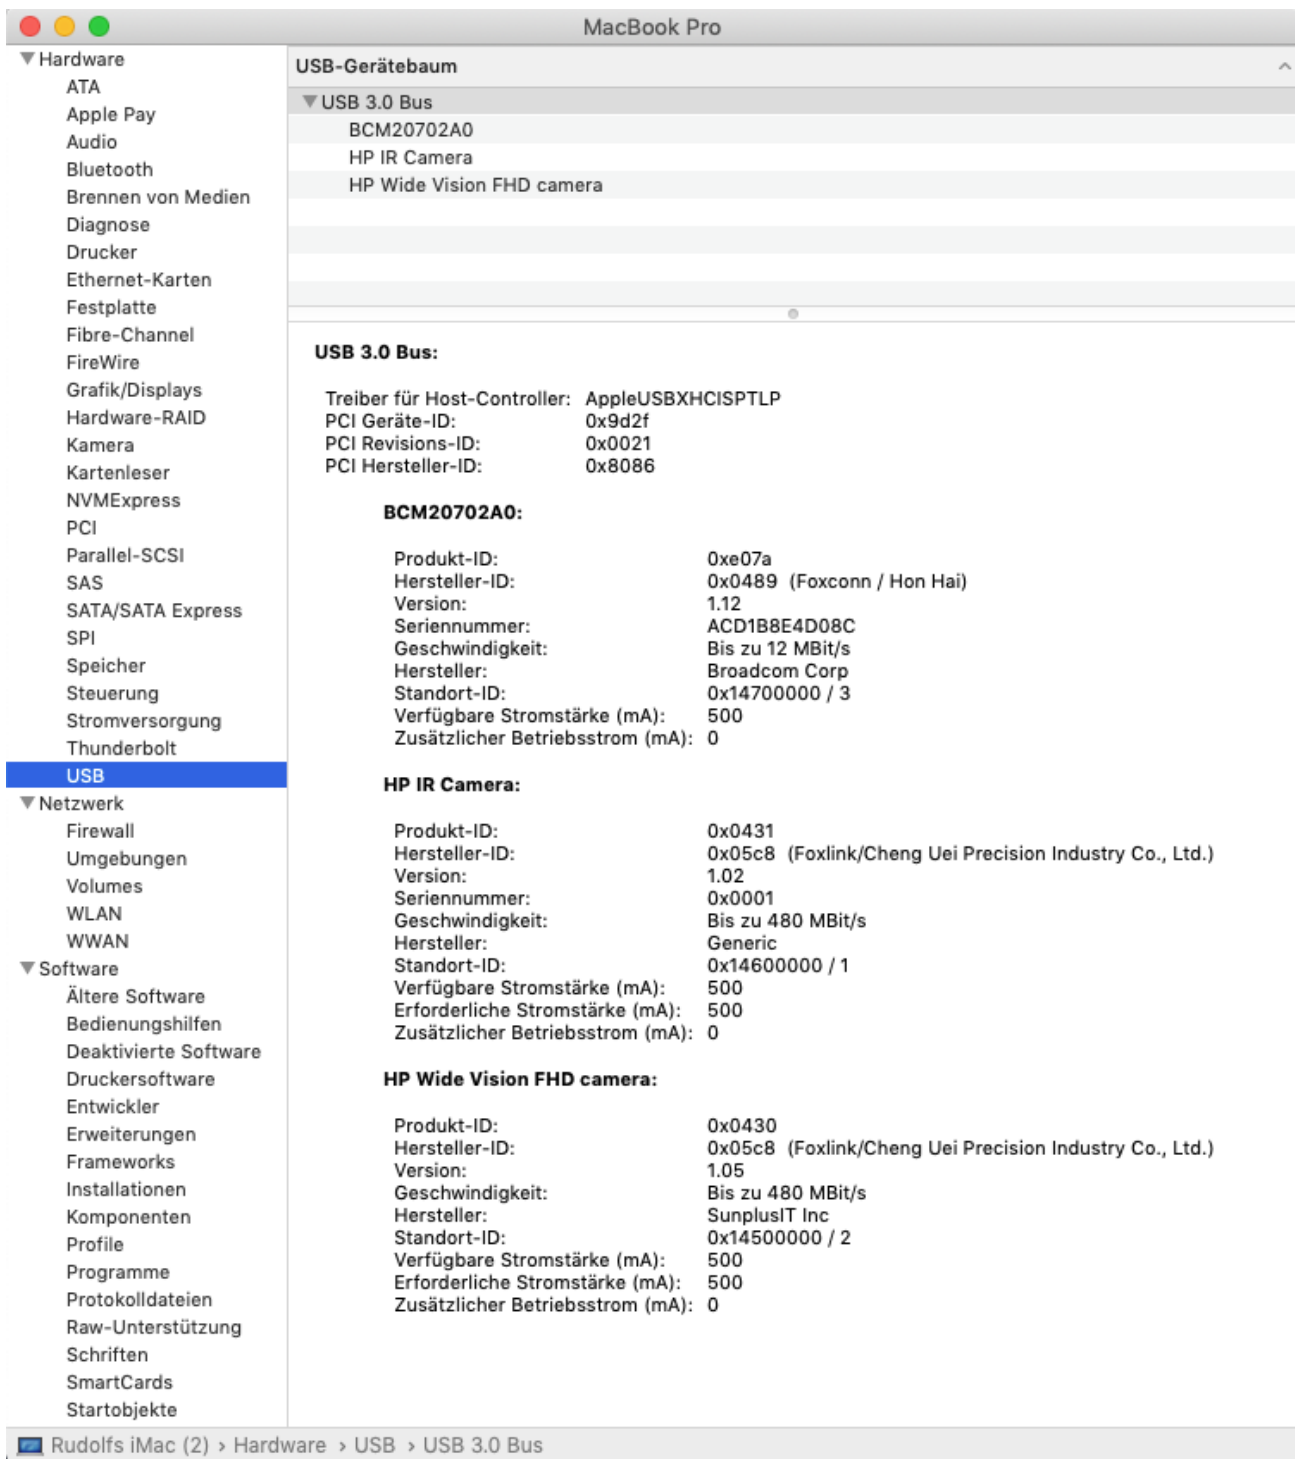 MacBook Pro
Hardware
ATA
Apple Pay
Audio
Bluetooth
Brennen von Medien
Diagnose
Drucker
Ethernet-Karten
Festplatte
Fibre-Channel
FireWire
Grafik/Displays
Hardware-RAID
Kamera
Kartenleser
NVMExpress
PCI
Parallel-SCSI
SAS
SATA/SATA Express
SPI
Speicher
Steuerung
Stromversorgung
Thunderbolt
USB
Netzwerk
Firewall
Umgebungen
Volumes
WLAN
WWAN
Software
Ältere Software
Bedienungshilfen
Deaktivierte Software
Druckersoftware
Entwickler
Erweiterungen
Frameworks
Installationen
Komponenten
Profile
Programme
Protokolldateien
Raw-Unterstützung
Schriften
SmartCards
Startobjekte
USB-Gerätebaum
USB 3.0 Bus
BCM20702A0
HP IR Camera
HP Wide Vision FHD camera
USB 3.0 Bus:
Treiber für Host-Controller: AppleUSBXHCISPTLP
PCI Geräte-ID: 0x9d2f
PCI Revisions-ID: 0x0021
PCI Hersteller-ID: 0x8086
BCM20702A0:
Produkt-ID: 0xe07a
Hersteller-ID: 0x0489 (Foxconn / Hon Hai)
Version: 1.12
Seriennummer: ACD1B8E4D08C
Geschwindigkeit: Bis zu 12 MBit/s
Hersteller: Broadcom Corp
Standort-ID: 0x14700000 / 3
Verfügbare Stromstärke (mA): 500
Zusätzlicher Betriebsstrom (mA): 0
HP IR Camera:
Produkt-ID: 0x0431
Hersteller-ID: 0x05c8 (Foxlink/Cheng Uei Precision Industry Co., Ltd.)
Version: 1.02
Seriennummer: 0x0001
Geschwindigkeit: Bis zu 480 MBit/s
Hersteller: Generic
Standort-ID: 0x14600000 / 1
Verfügbare Stromstärke (mA): 500
Erforderliche Stromstärke (mA): 500
Zusätzlicher Betriebsstrom (mA): 0
HP Wide Vision FHD camera:
Produkt-ID: 0x0430
Hersteller-ID: 0x05c8 (Foxlink/Cheng Uei Precision Industry Co., Ltd.)
Version: 1.05
Geschwindigkeit: Bis zu 480 MBit/s
Hersteller: SunplusIT Inc
Standort-ID: 0x14500000 / 2
Verfügbare Stromstärke (mA): 500
Erforderliche Stromstärke (mA): 500
Zusätzlicher Betriebsstrom (mA): 0
Rudolfs iMac (2) › Hardware › USB › USB 3.0 Bus